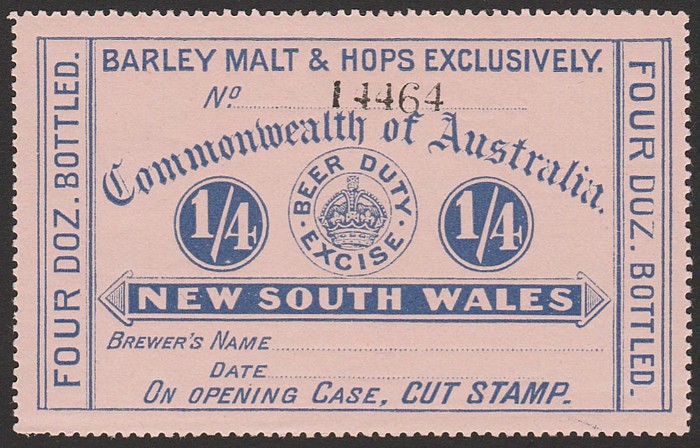 BARLEY MALT & HOPS EXCLUSIVELY.
No. 14464
Commonwealth of Australia.
BEER DUTY.
EXCISE.
1/4
1/4
NEW SOUTH WALES
BREWER'S NAME
DATE
ON OPENING CASE, CUT STAMP.
FOUR DOZ. BOTTLED.
FOUR DOZ. BOTTLED.